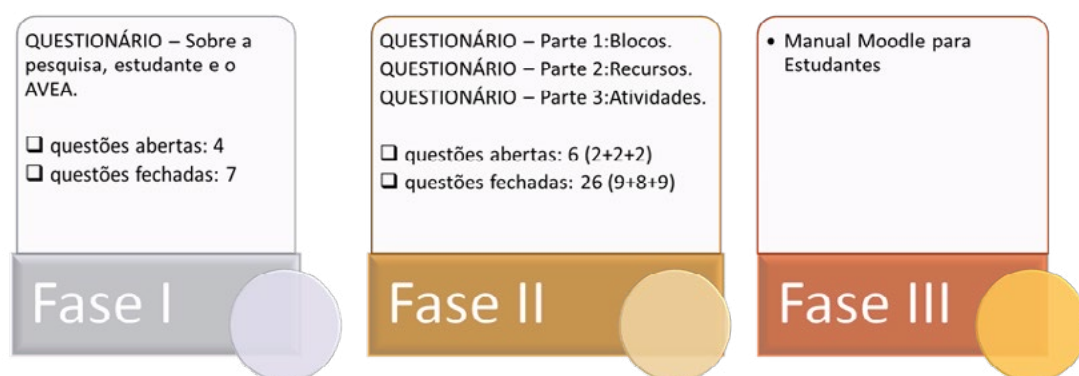 QUESTIONÁRIO – Sobre a
pesquisa, estudante e o
AVEA.
❑ questões abertas: 4
❑ questões fechadas: 7
Fase I
QUESTIONÁRIO – Parte 1:Blocos.
QUESTIONÁRIO – Parte 2:Recursos.
QUESTIONÁRIO – Parte 3:Atividades.
❑ questões abertas: 6 (2+2+2)
❑ questões fechadas: 26 (9+8+9)
Fase II
• Manual Moodle para
Estudantes
Fase III